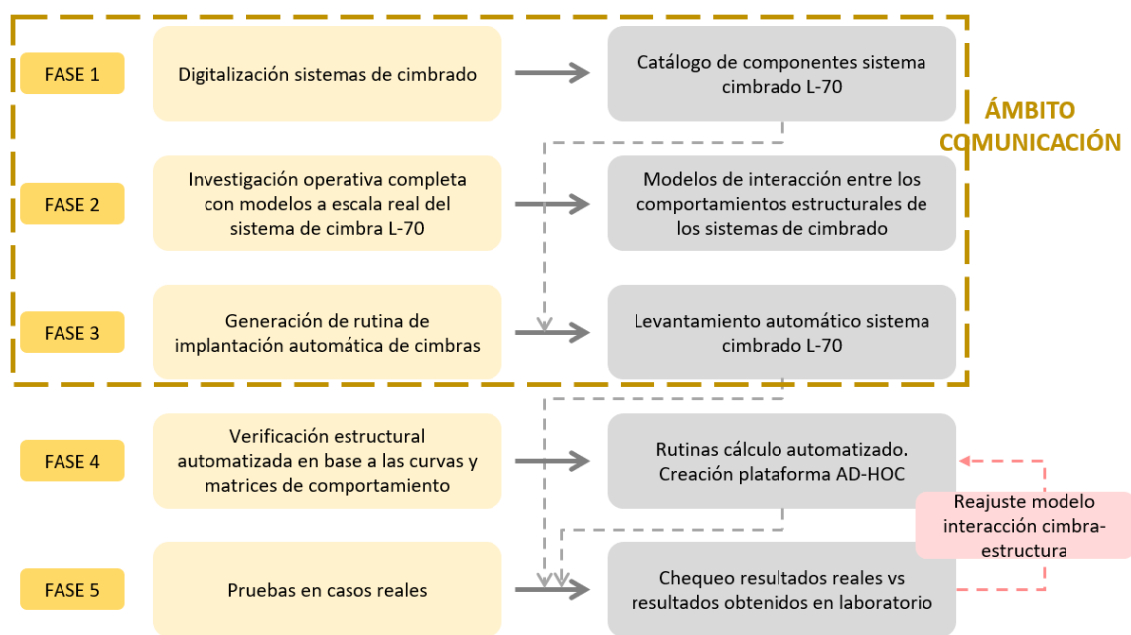 FASE 1
Digitalización sistemas de cimbrado
Catálogo de componentes sistema
cimbrado L-70
ÁMBITO
COMUNICACIÓN
FASE 2
Investigación operativa completa
con modelos a escala real del
sistema de cimbra L-70
Modelos de interacción entre los
comportamientos estructurales de
los sistemas de cimbrado
FASE 3
Generación de rutina de
implantación automática de cimbras
Levantamiento automático sistema
cimbrado L-70
FASE 4
Verificación estructural
automatizada en base a las curvas y
matrices de comportamiento
Rutinas cálculo automatizado.
Creación plataforma AD-HOC
Reajuste modelo
interacción cimbra-
estructura
FASE 5
Pruebas en casos reales
Chequeo resultados reales vs
resultados obtenidos en laboratorio